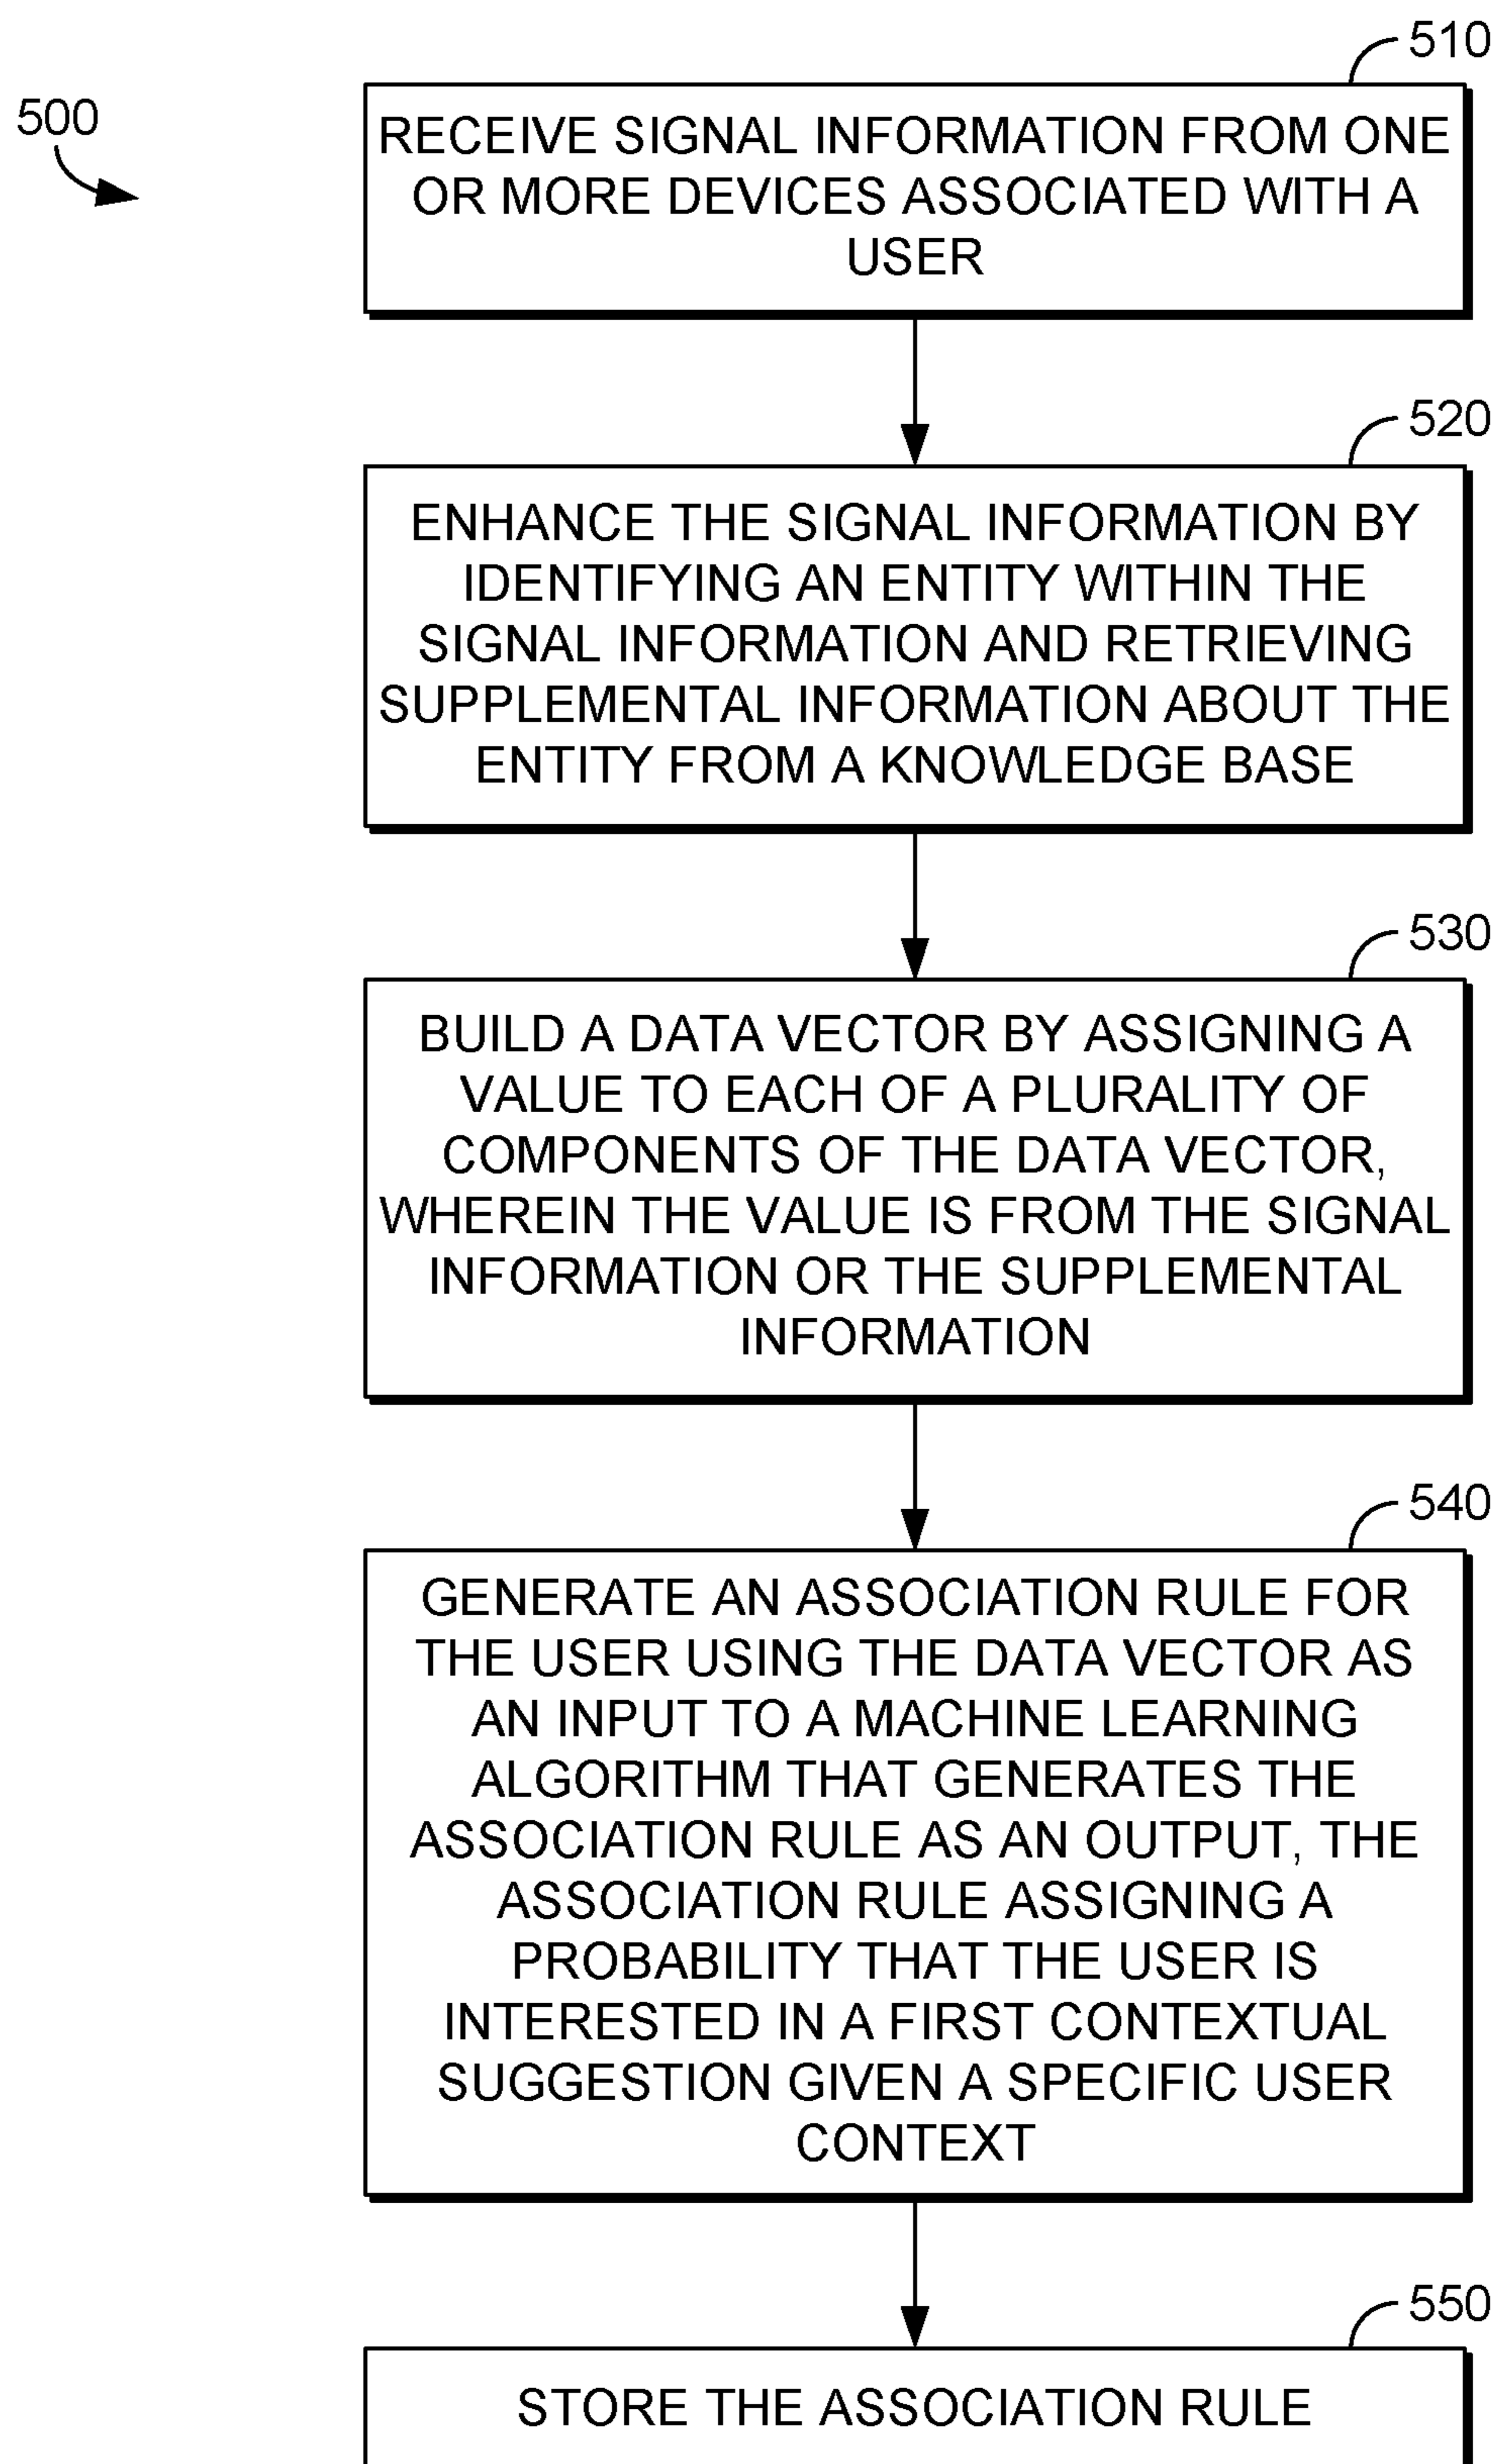 510
500
RECEIVE SIGNAL INFORMATION FROM ONE
OR MORE DEVICES ASSOCIATED WITH A
USER
520
ENHANCE THE SIGNAL INFORMATION BY
IDENTIFYING AN ENTITY WITHIN THE
SIGNAL INFORMATION AND RETRIEVING
SUPPLEMENTAL INFORMATION ABOUT THE
ENTITY FROM A KNOWLEDGE BASE
530
BUILD A DATA VECTOR BY ASSIGNING A
VALUE TO EACH OF A PLURALITY OF
COMPONENTS OF THE DATA VECTOR,
WHEREIN THE VALUE IS FROM THE SIGNAL
INFORMATION OR THE SUPPLEMENTAL
INFORMATION
540
GENERATE AN ASSOCIATION RULE FOR
THE USER USING THE DATA VECTOR AS
AN INPUT TO A MACHINE LEARNING
ALGORITHM THAT GENERATES THE
ASSOCIATION RULE AS AN OUTPUT, THE
ASSOCIATION RULE ASSIGNING A
PROBABILITY THAT THE USER IS
INTERESTED IN A FIRST CONTEXTUAL
SUGGESTION GIVEN A SPECIFIC USER
CONTEXT
550
STORE THE ASSOCIATION RULE